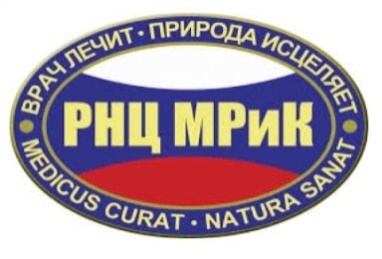 ВРАЧ ЛЕЧИТ · ПРИРОДА ИСЦЕЛЯЕТ
РНЦ МРиК
MEDICUS CURAT · NATURA SANAT